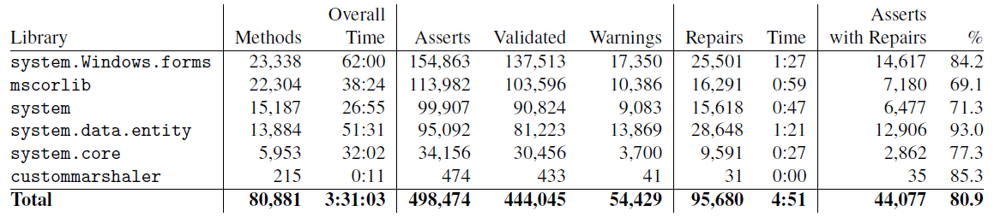 Overall Asserts
Library Methods Time Asserts Validated Warnings Repairs Time with Repairs %
system.Windows.forms 23,338 62:00 154,863 137,513 17,350 25,501 1:27 14,617 84.2
mscorlib 22,304 38:24 113,982 103,596 10,386 16,291 0:59 7,180 69.1
system 15,187 26:55 99,907 90,824 9,083 15,618 0:47 6,477 71.3
system.data.entity 13,884 51:31 95,092 81,223 13,869 28,648 1:21 12,906 93.0
system.core 5,953 32:02 34,156 30,456 3,700 9,591 0:27 2,862 77.3
custommarshaler 215 0:11 474 433 41 31 0:00 35 85.3
Total 80,881 3:31:03 498,474 444,045 54,429 95,680 4:51 44,077 80.9